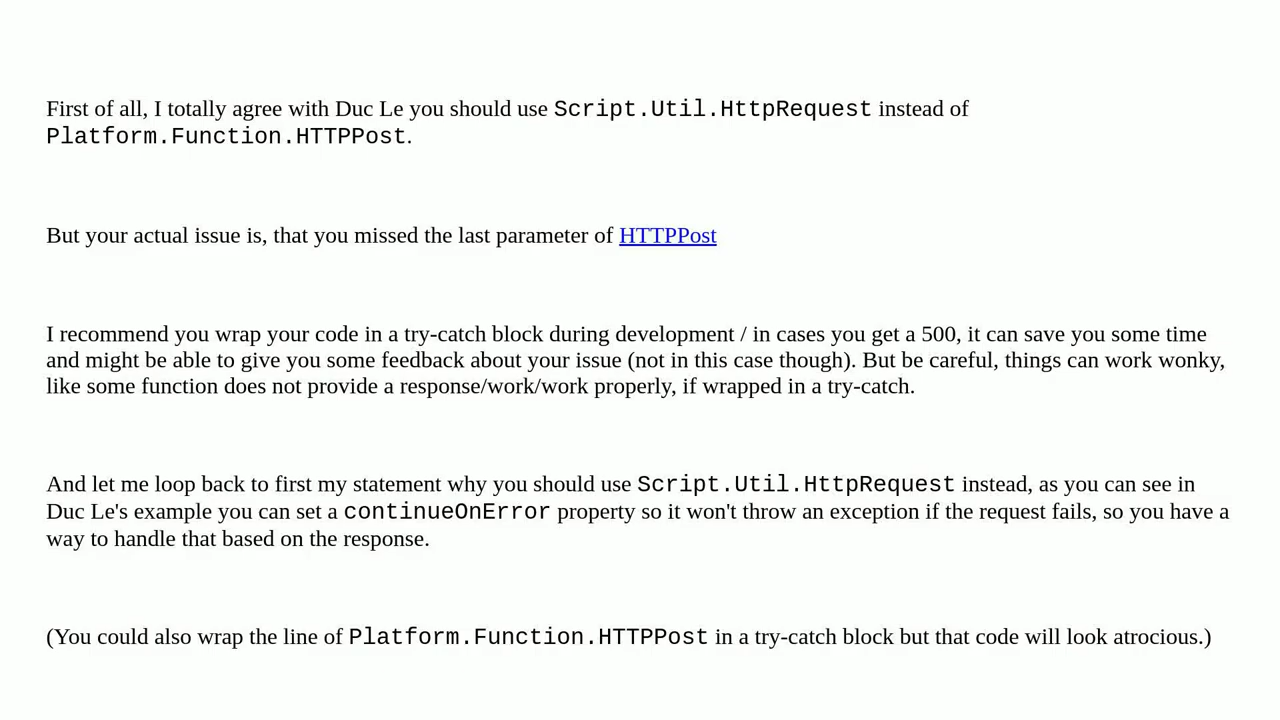 First of all, I totally agree with Duc Le you should use Script.Util.HttpRequest instead of
Platform.Function.HTTPPost.
But your actual issue is, that you missed the last parameter of HTTPPost
I recommend you wrap your code in a try-catch block during development / in cases you get a 500, it can save you some time
and might be able to give you some feedback about your issue (not in this case though). But be careful, things can work wonky,
like some function does not provide a response/work/work properly, if wrapped in a try-catch.
And let me loop back to first my statement why you should use Script.Util.HttpRequest instead, as you can see in
Duc Le's example you can set a continueOnError property so it won't throw an exception if the request fails, so you have a
way to handle that based on the response.
(You could also wrap the line of Platform.Function.HTTPPost in a try-catch block but that code will look atrocious.)